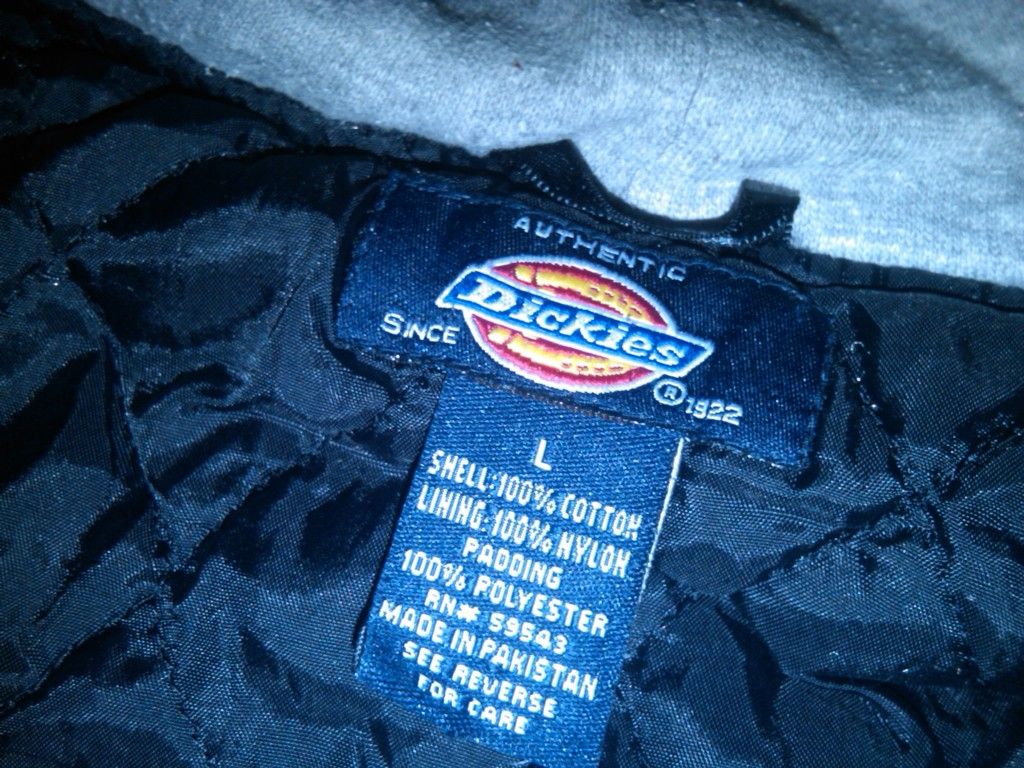 AUTHENTIC
Dickies
SINCE ® 1922
L
SHELL:100% COTTON
LINING:100% NYLON
PADDING
100% POLYESTER
RN# 59543
MADE IN PAKISTAN
SEE REVERSE
FOR CARE